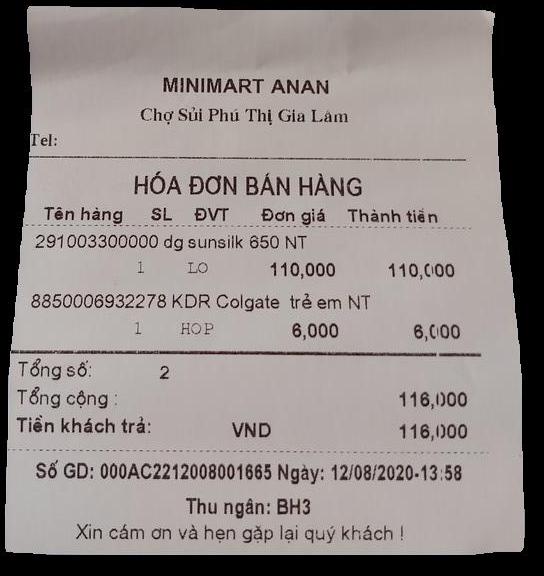 MINIMART ANAN
Chợ Sủi Phú Thị Gia Lâm
Tel:
HÓA ĐƠN BÁN HÀNG
Tên hàng SL ĐVT Đơn giá Thành tiền
291003300000 dg sunsilk 650 NT
1 LO 110,000 110,000
8850006932278 KDR Colgate trẻ em NT
1 HOP 6,000 6,000
Tổng số: 2
Tổng cộng : 116,000
Tiền khách trả: VND 116,000
Số GD: 000AC2212008001665 Ngày: 12/08/2020-13:58
Thu ngân: BH3
Xin cám ơn và hẹn gặp lại quý khách !